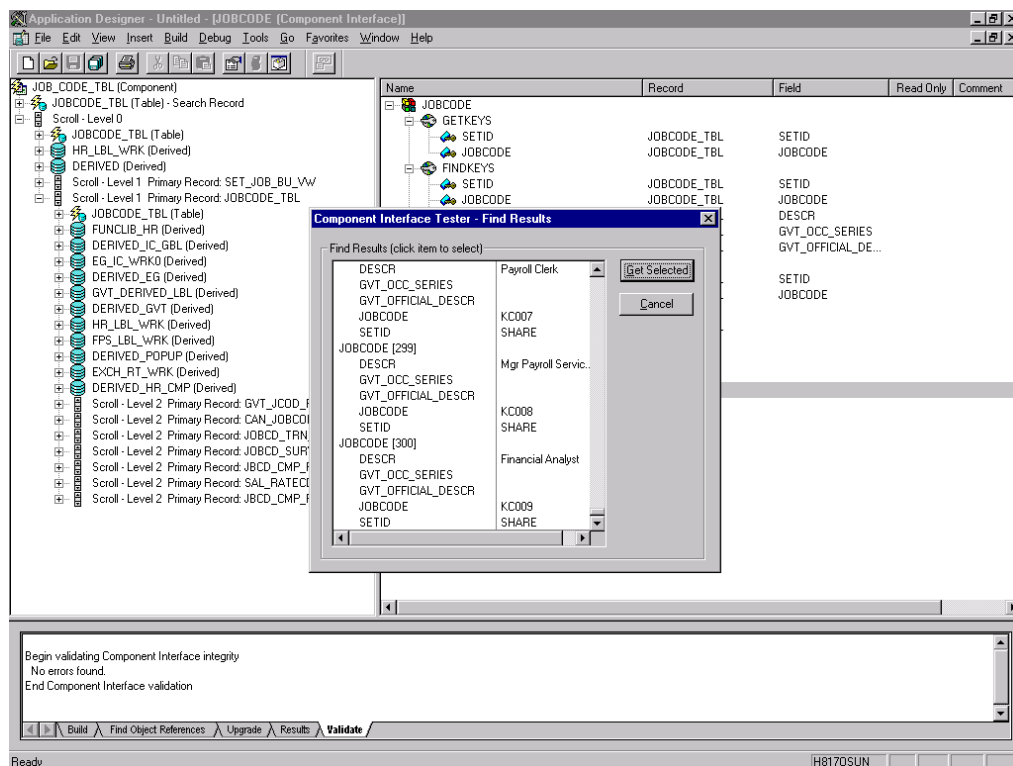 Application Designer - Untitled - [JOBCODE (Component Interface)]
File Edit View Insert Build Debug Tools Go Favorites Window Help
JOB_CODE_TBL (Component)
JOBCODE_TBL (Table) - Search Record
Scroll - Level 0
JOBCODE_TBL (Table)
HR_LBL_WRK (Derived)
DERIVED (Derived)
Scroll - Level 1 Primary Record: SET_JOB_BU_VW
Scroll - Level 1 Primary Record: JOBCODE_TBL
JOBCODE_TBL (Table)
FUNCLIB_HR (Derived)
DERIVED_IC_GBL (Derived)
EG_IC_WRK0 (Derived)
DERIVED_EG (Derived)
GVT_DERIVED_LBL (Derived)
DERIVED_GVT (Derived)
HR_LBL_WRK (Derived)
FPS_LBL_WRK (Derived)
DERIVED_POPUP (Derived)
EXCH_RT_WRK (Derived)
DERIVED_HR_CMP (Derived)
Scroll - Level 2 Primary Record: GVT_JCOD_
Scroll - Level 2 Primary Record: CAN_JOBCO
Scroll - Level 2 Primary Record: JOBCD_TRN_
Scroll - Level 2 Primary Record: JOBCD_SUR
Scroll - Level 2 Primary Record: JBCD_CMP_
Scroll - Level 2 Primary Record: SAL_RATEC
Scroll - Level 2 Primary Record: JBCD_CMP_
Name Record Field Read Only Comment
JOBCODE
GETKEYS
SETID JOBCODE_TBL SETID
JOBCODE JOBCODE_TBL JOBCODE
FINDKEYS
SETID JOBCODE_TBL SETID
JOBCODE JOBCODE_TBL JOBCODE
DESCR
GVT_OCC_SERIES
GVT_OFFICIAL_DE...
SETID
JOBCODE
Component Interface Tester - Find Results
Find Results (click item to select)
DESCR Payroll Clerk
GVT_OCC_SERIES
GVT_OFFICIAL_DESCR
JOBCODE KC007
SETID SHARE
JOBCODE [299]
DESCR Mgr Payroll Servic..
GVT_OCC_SERIES
GVT_OFFICIAL_DESCR
JOBCODE KC008
SETID SHARE
JOBCODE [300]
DESCR Financial Analyst
GVT_OCC_SERIES
GVT_OFFICIAL_DESCR
JOBCODE KC009
SETID SHARE
Get Selected
Cancel
Begin validating Component Interface integrity
No errors found.
End Component Interface validation
Build Find Object References Upgrade Results Validate
Ready H8170SUN